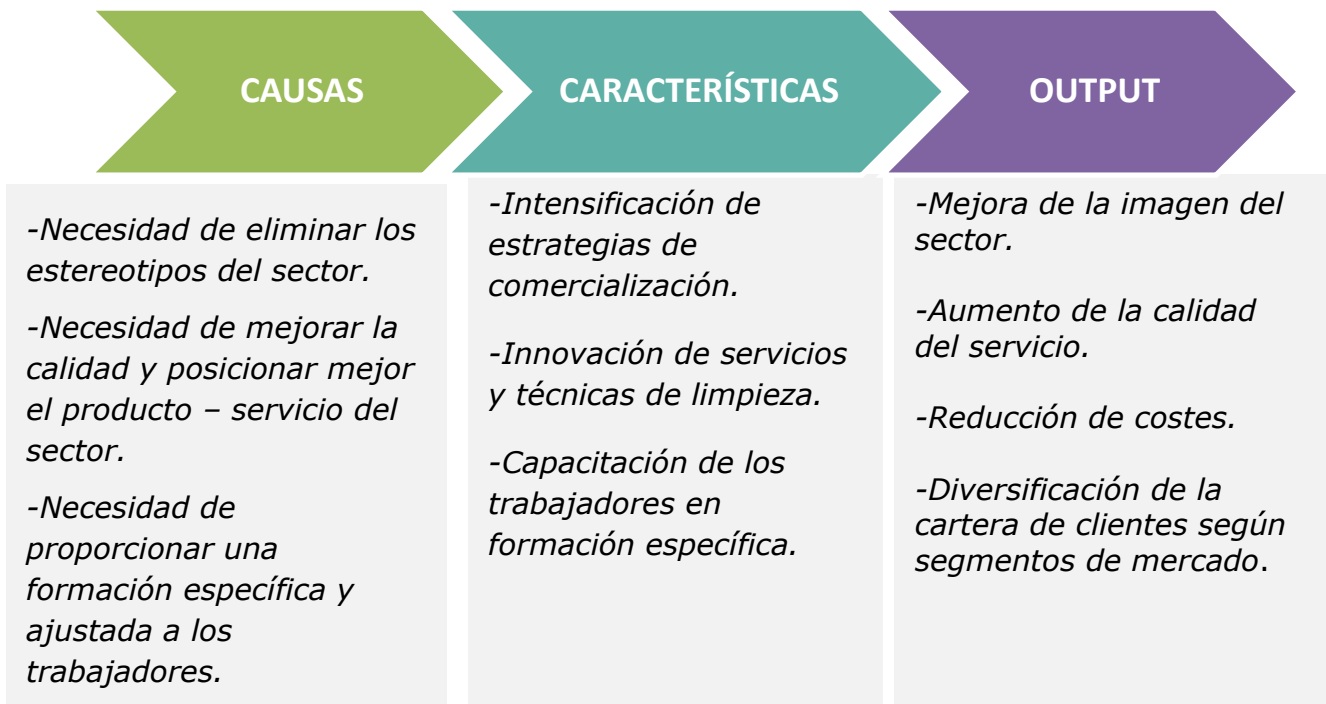 CAUSAS
CARACTERÍSTICAS
OUTPUT
-Necesidad de eliminar los
estereotipos del sector.
-Necesidad de mejorar la
calidad y posicionar mejor
el producto – servicio del
sector.
-Necesidad de
proporcionar una
formación específica y
ajustada a los
trabajadores.
-Intensificación de
estrategias de
comercialización.
-Innovación de servicios
y técnicas de limpieza.
-Capacitación de los
trabajadores en
formación específica.
-Mejora de la imagen del
sector.
-Aumento de la calidad
del servicio.
-Reducción de costes.
-Diversificación de la
cartera de clientes según
segmentos de mercado.